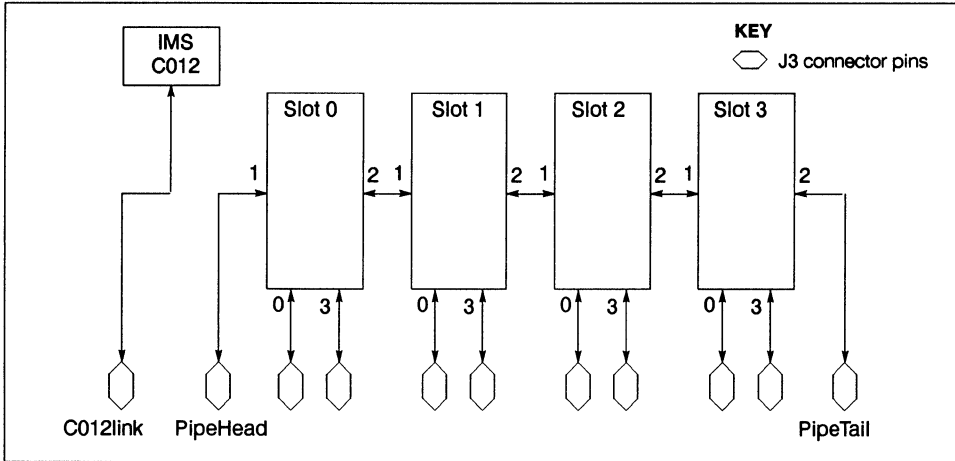 IMS
C012
KEY
J3 connector pins
Slot 0
Slot 1
Slot 2
Slot 3
1
2
1
2
1
2
1
2
0
3
0
3
0
3
0
3
C012link
PipeHead
PipeTail